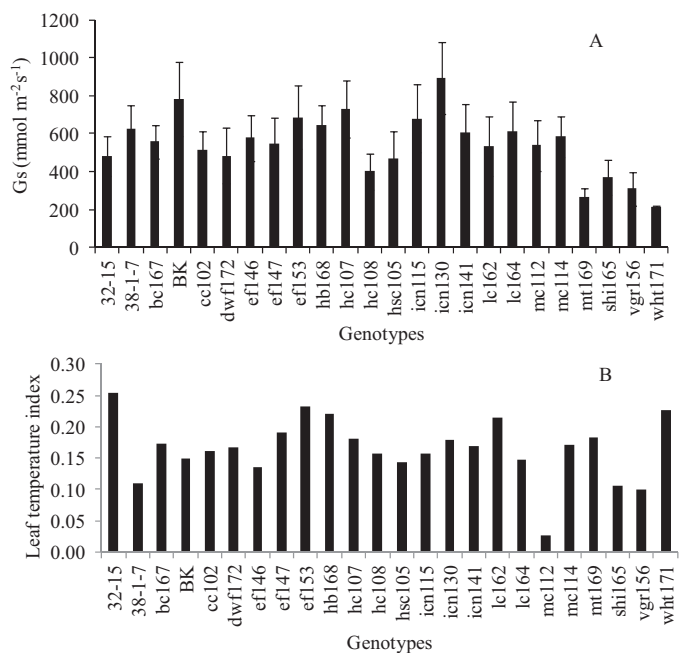 A
Gs (mmol m-2s-1)
1200
1000
800
600
400
200
0
32-15
38-1-7
bc167
BK
cc102
dwf172
ef146
ef147
ef153
hb168
hc107
hc108
hsc105
icn115
icn130
icn141
lc162
lc164
mc112
mc114
mt169
shi165
vgr156
wht171
Genotypes
B
Leaf temperature index
0.30
0.25
0.20
0.15
0.10
0.05
0.00
32-15
38-1-7
bc167
BK
cc102
dwf172
ef146
ef147
ef153
hb168
hc107
hc108
hsc105
icn115
icn130
icn141
lc162
lc164
mc112
mc114
mt169
shi165
vgr156
wht171
Genotypes